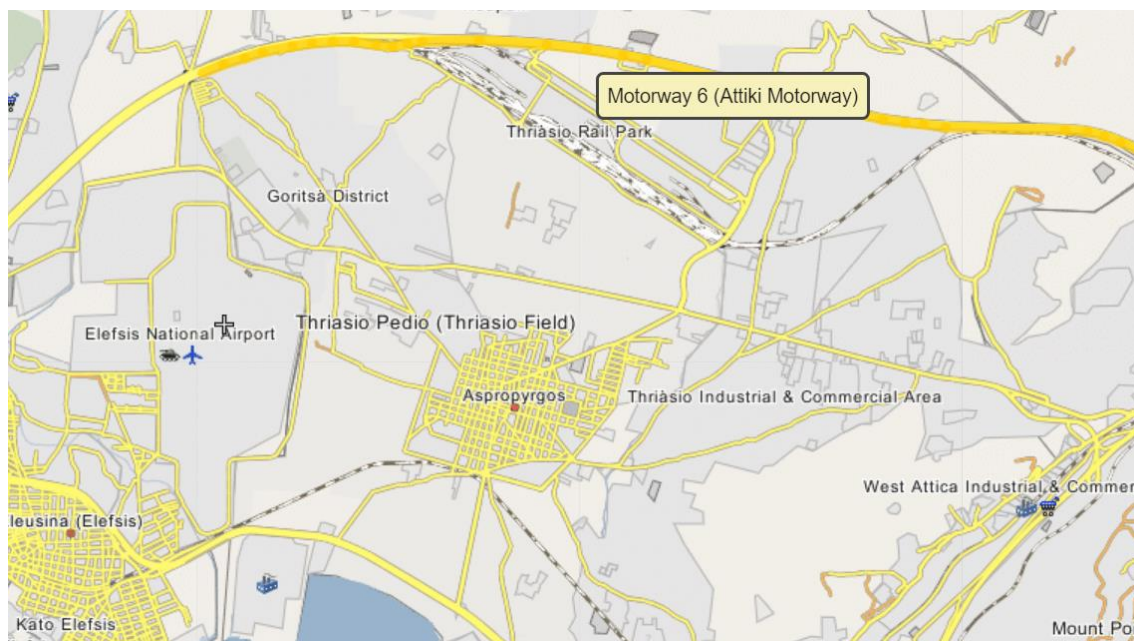 Motorway 6 (Attiki Motorway)
Thriàsio Rail Park
Goritsà District
Thriasio Pedio (Thriasio Field)
Elefsis National Airport
Aspropyrgos
Thriàsio Industrial & Commercial Area
West Attica Industrial & Commer
leusina (Elefsis)
Kato Elefsis
Mount Po